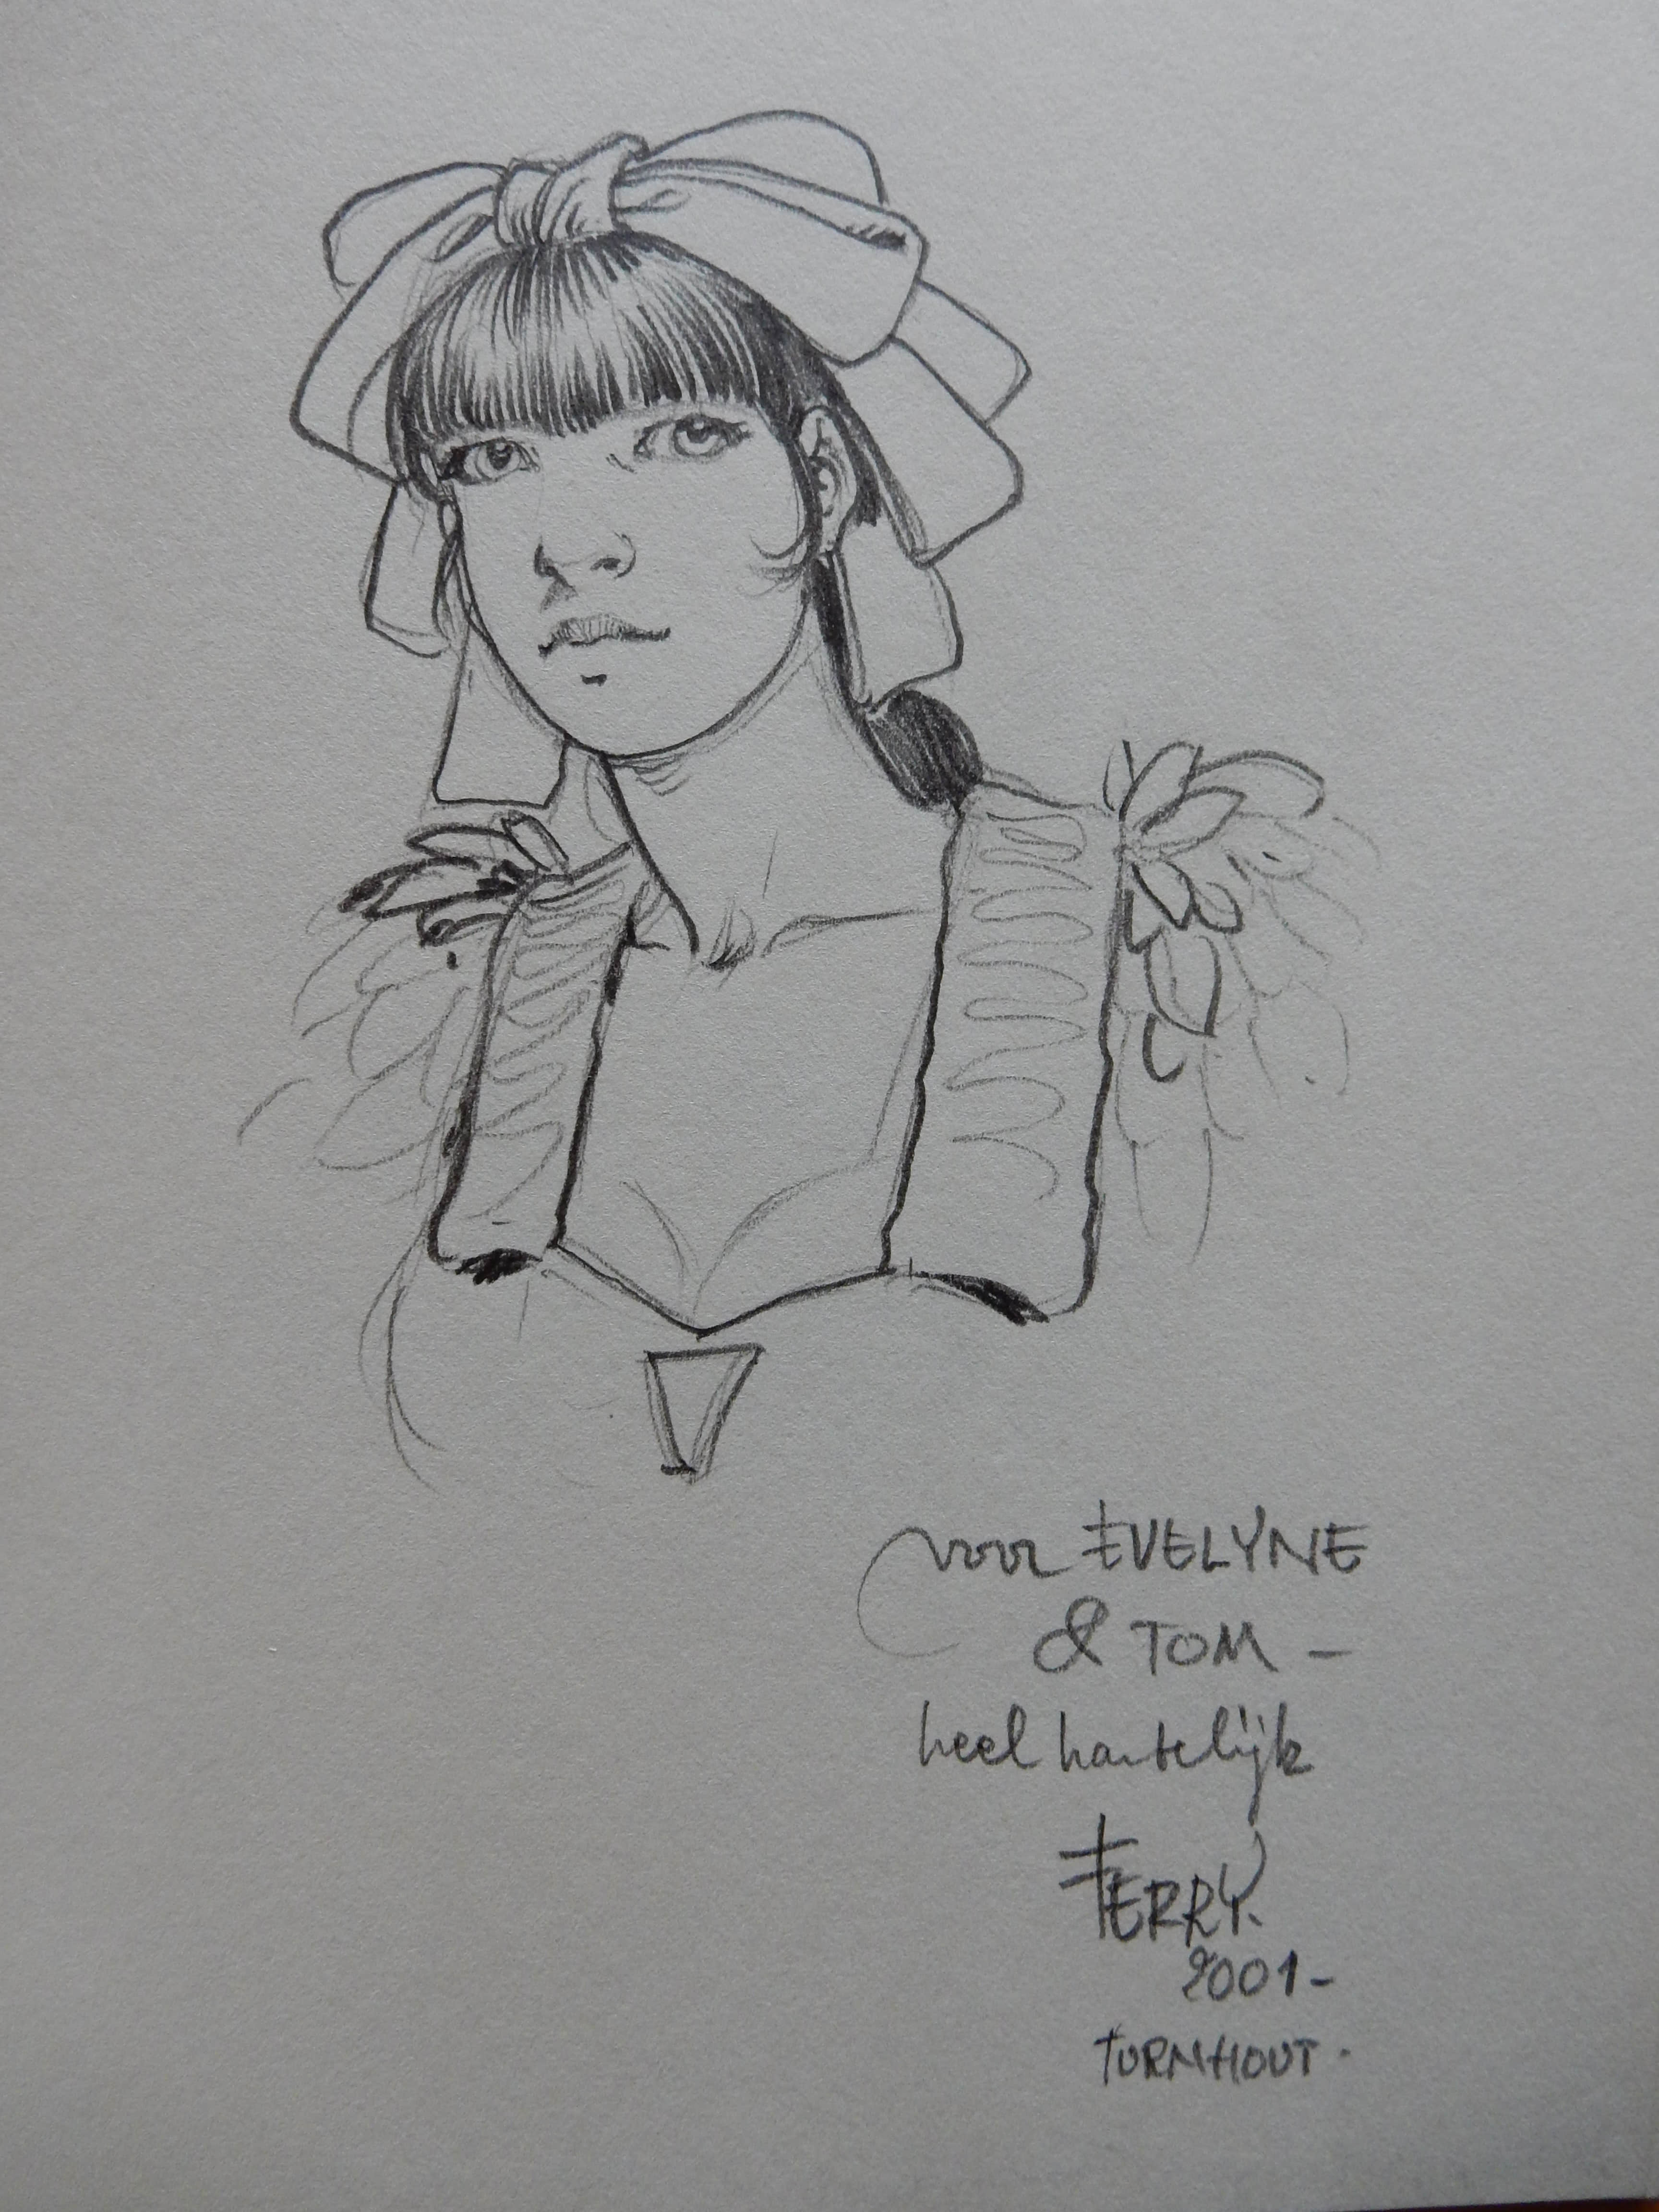 voor EVELYNE
& TOM –
heel hartelijk
FERRY.
2001–
TURNHOUT.